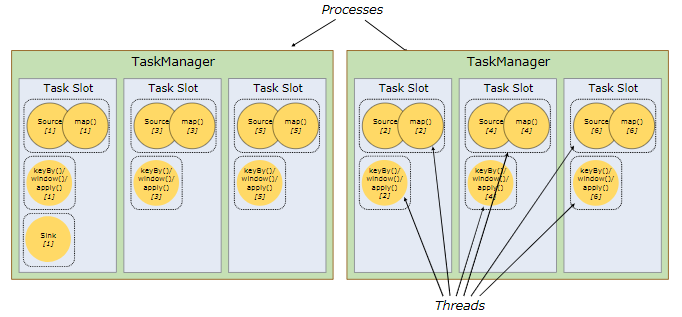 Processes
TaskManager
Task Slot
Source
[1]
map()
[1]
keyBy()/
window()/
apply()
[1]
Sink
[1]
Task Slot
Source
[3]
map()
[3]
keyBy()/
window()/
apply()
[3]
Task Slot
Source
[5]
map()
[5]
keyBy()/
window()/
apply()
[5]
TaskManager
Task Slot
Source
[2]
map()
[2]
keyBy()/
window()/
apply()
[2]
Task Slot
Source
[4]
map()
[4]
keyBy()/
window()/
apply()
[4]
Task Slot
Source
[6]
map()
[6]
keyBy()/
window()/
apply()
[6]
Threads